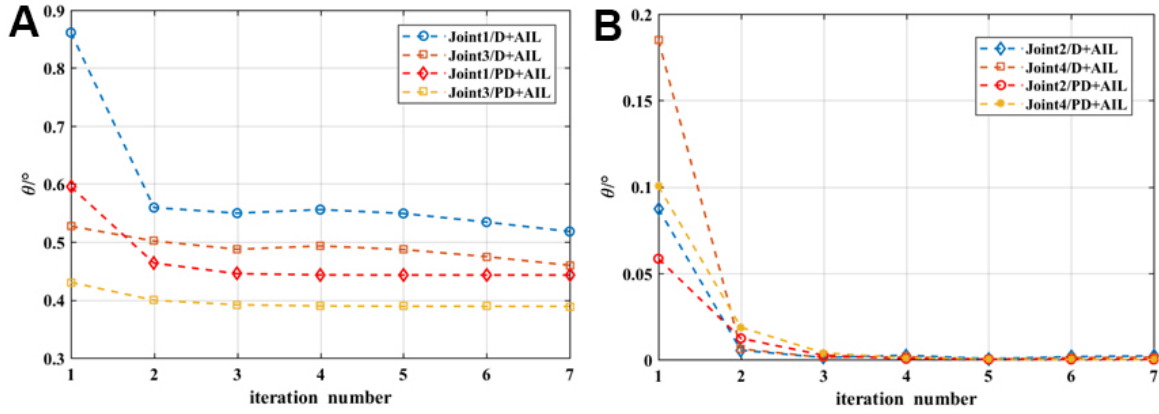 A
0.9
0.8
0.7
0.6
0.5
0.4
0.3
θ/°
Joint1/D+AIL
Joint3/D+AIL
Joint1/PD+AIL
Joint3/PD+AIL
1 2 3 4 5 6 7
iteration number
B
0.2
0.15
0.1
0.05
0
θ/°
Joint2/D+AIL
Joint4/D+AIL
Joint2/PD+AIL
Joint4/PD+AIL
1 2 3 4 5 6 7
iteration number